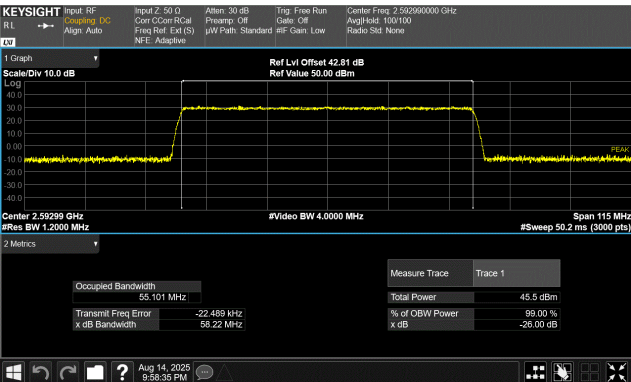 KEYSIGHT Input: RF Input Z: 50 Ω Atten: 30 dB Trig: Free Run Center Freq: 2.592990000 GHz
RL Coupling: DC Corr CCorr RCal Preamp: Off Gate: Off Avg|Hold: 100/100
Align: Auto Freq Ref: Ext (S) µW Path: Standard #IF Gain: Low Radio Std: None
LXI NFE: Adaptive
1 Graph
Scale/Div 10.0 dB Ref Lvl Offset 42.81 dB
Ref Value 50.00 dBm
Log
40.0
30.0
20.0
10.0
0.00
-10.0
PEAK
-20.0
-30.0
-40.0
Center 2.59299 GHz #Video BW 4.0000 MHz Span 115 MHz
#Res BW 1.2000 MHz #Sweep 50.2 ms (3000 pts)
2 Metrics
Measure Trace Trace 1
Occupied Bandwidth
55.101 MHz
Total Power 45.5 dBm
Transmit Freq Error -22.489 kHz % of OBW Power 99.00 %
x dB Bandwidth 58.22 MHz x dB -26.00 dB
? Aug 14, 2025
9:58:35 PM